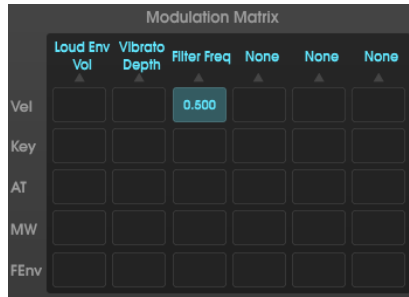 Modulation Matrix
Loud Env Vol
Vibrato Depth
Filter Freq
None
None
None
Vel
0.500
Key
AT
MW
FEnv